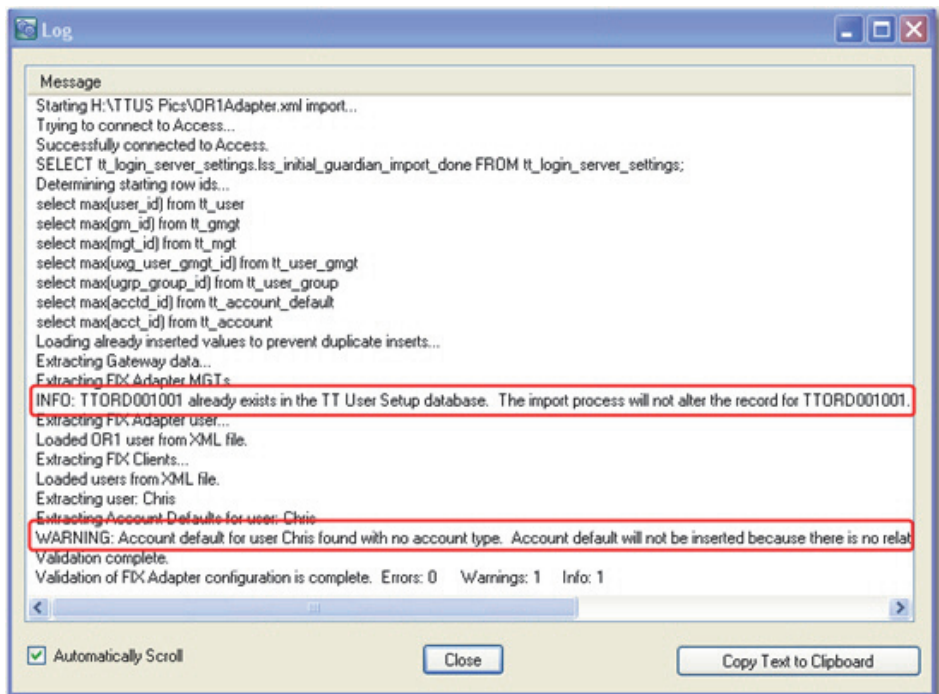 Log
Message
Starting H:\TTUS Pics\OR1Adapter.xml import...
Trying to connect to Access...
Successfully connected to Access.
SELECT tt_login_server_settings.lss_initial_guardian_import_done FROM tt_login_server_settings;
Determining starting row ids...
select max(user_id) from tt_user
select max(gm_id) from tt_gmgt
select max(mgt_id) from tt_mgt
select max(uxg_user_gmgt_id) from tt_user_gmgt
select max(ugrp_group_id) from tt_user_group
select max(acctd_id) from tt_account_default
select max(acct_id) from tt_account
Loading already inserted values to prevent duplicate inserts...
Extracting Gateway data...
Extracting FIX Adapter MGTs...
INFO: TTORD001001 already exists in the TT User Setup database.  The import process will not alter the record for TTORD001001.
Extracting FIX Adapter user...
Loaded OR1 user from XML file.
Extracting FIX Clients...
Loaded users from XML file.
Extracting user: Chris
Extracting Account Defaults for user: Chris
WARNING: Account default for user Chris found with no account type.  Account default will not be inserted because there is no relat
Validation complete.
Validation of FIX Adapter configuration is complete.  Errors: 0    Warnings: 1    Info: 1
Automatically Scroll
Close
Copy Text to Clipboard